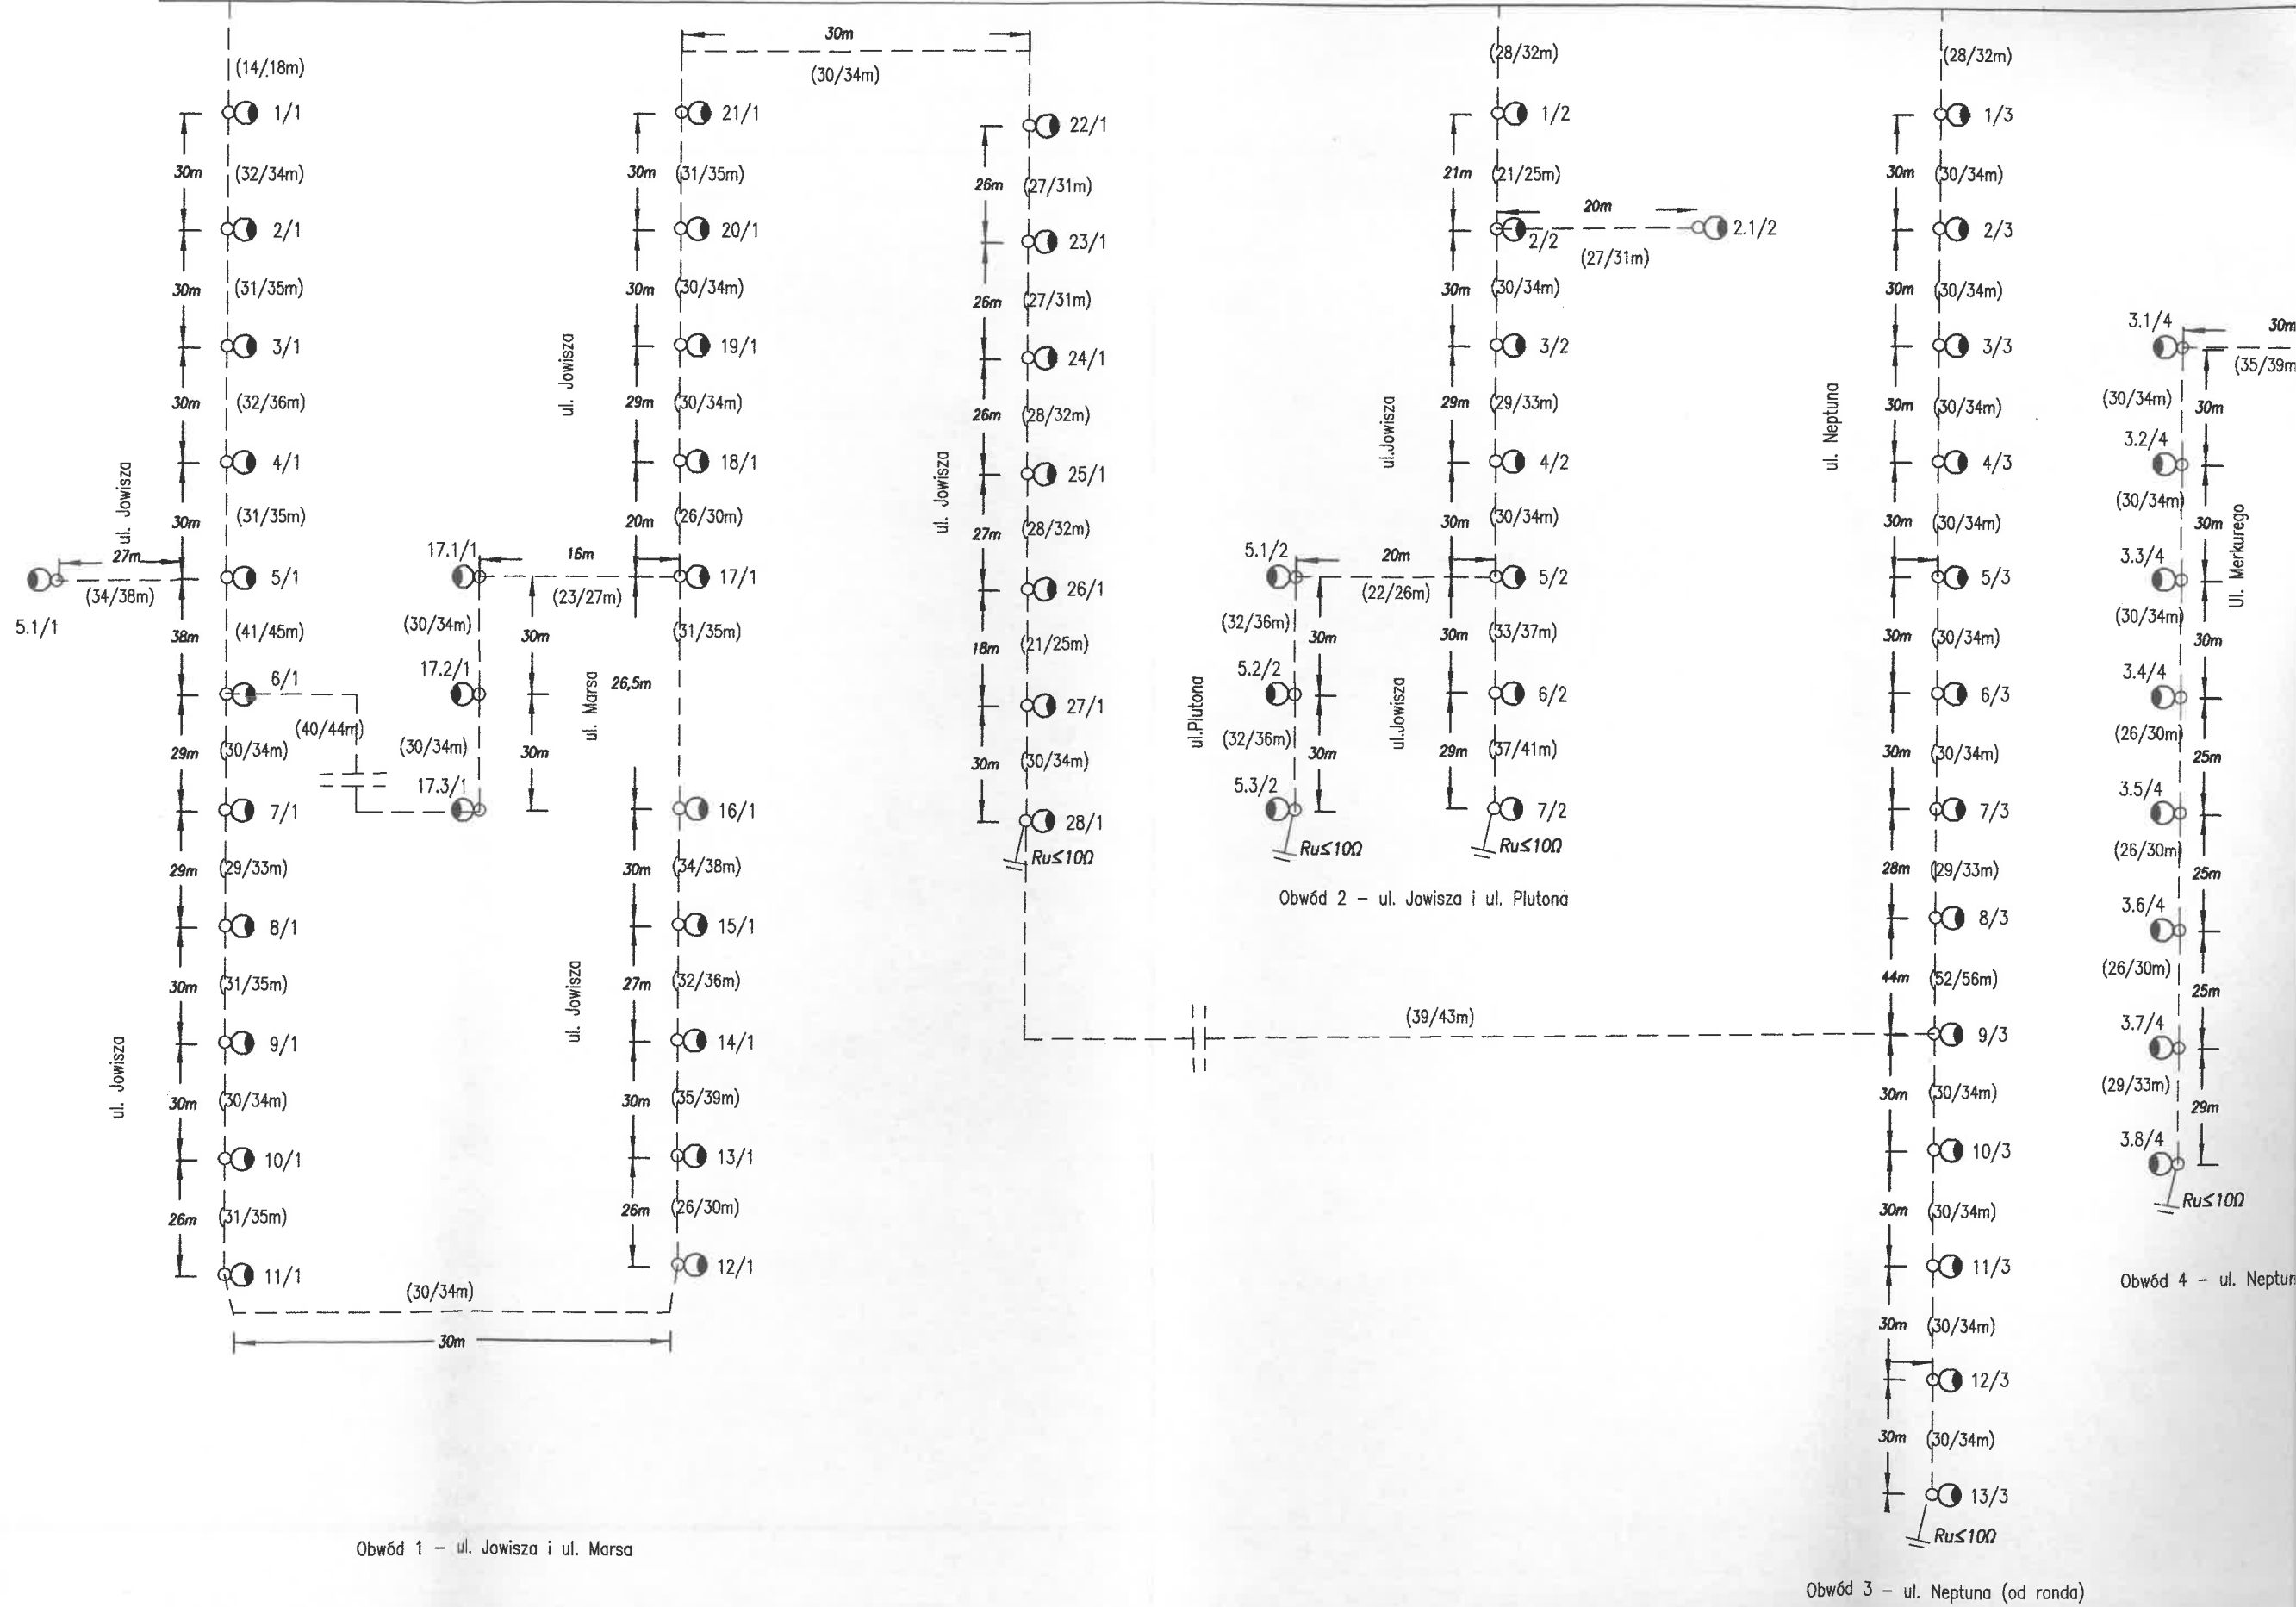 (14/18m)
1/1
30m
(32/34m)
2/1
30m
(31/35m)
3/1
30m
(32/36m)
ul. Jowisza
4/1
30m
(31/35m)
27m
5/1
(34/38m)
5.1/1
38m
(41/45m)
6/1
(40/44m)
29m
(30/34m)
7/1
29m
(29/33m)
8/1
30m
(31/35m)
9/1
ul. Jowisza
30m
(30/34m)
10/1
26m
(31/35m)
11/1
(30/34m)
30m
17.1/1
16m
(23/27m)
(30/34m)
30m
17.2/1
ul. Marsa
(30/34m)
30m
17.3/1
30m
(30/34m)
21/1
30m
(31/35m)
20/1
30m
(30/34m)
ul. Jowisza
19/1
29m
(30/34m)
18/1
20m
(26/30m)
17/1
(31/35m)
26,5m
16/1
30m
(34/38m)
15/1
ul. Jowisza
27m
(32/36m)
14/1
30m
(35/39m)
13/1
26m
(26/30m)
12/1
22/1
26m
(27/31m)
23/1
26m
(27/31m)
24/1
26m
(28/32m)
ul. Jowisza
25/1
27m
(28/32m)
26/1
18m
(21/25m)
27/1
30m
(30/34m)
28/1
Ru≤10Ω
(39/43m)
Obwód 1 – ul. Jowisza i ul. Marsa
(28/32m)
1/2
21m
(21/25m)
20m
2/2
2.1/2
(27/31m)
30m
(30/34m)
3/2
29m
(29/33m)
ul.Jowisza
4/2
30m
(30/34m)
5.1/2
20m
5/2
(22/26m)
(32/36m)
30m
30m
(33/37m)
5.2/2
6/2
ul.Plutona
ul.Jowisza
(32/36m)
30m
29m
(37/41m)
5.3/2
7/2
Ru≤10Ω
Ru≤10Ω
Obwód 2 – ul. Jowisza i ul. Plutona
(28/32m)
1/3
30m
(30/34m)
2/3
30m
(30/34m)
3/3
30m
(30/34m)
ul. Neptuna
4/3
30m
(30/34m)
5/3
30m
(30/34m)
6/3
30m
(30/34m)
7/3
28m
(29/33m)
8/3
44m
(52/56m)
9/3
30m
(30/34m)
10/3
30m
(30/34m)
11/3
30m
(30/34m)
12/3
30m
(30/34m)
13/3
Ru≤10Ω
Obwód 3 – ul. Neptuna (od ronda)
3.1/4
30m
(35/39m
(30/34m)
30m
3.2/4
(30/34m)
30m
3.3/4
Ul. Merkurego
(30/34m)
30m
3.4/4
(26/30m)
25m
3.5/4
(26/30m)
25m
3.6/4
(26/30m)
25m
3.7/4
(29/33m)
29m
3.8/4
Ru≤10Ω
Obwód 4 – ul. Neptun